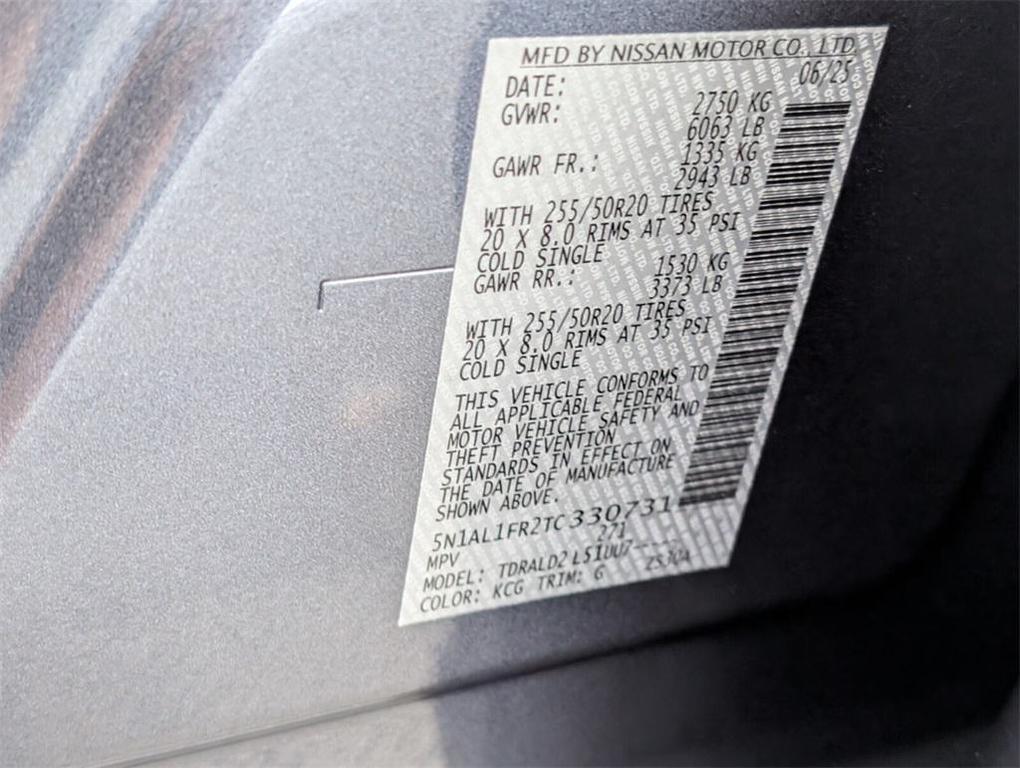 MFD BY NISSAN MOTOR CO., LTD.
DATE: 06/25
GVWR: 2750 KG
6063 LB
GAWR FR.: 1335 KG
2943 LB
WITH 255/50R20 TIRES
20 X 8.0 RIMS AT 35 PSI
COLD SINGLE
GAWR RR.: 1530 KG
3373 LB
WITH 255/50R20 TIRES
20 X 8.0 RIMS AT 35 PSI
COLD SINGLE
THIS VEHICLE CONFORMS TO
ALL APPLICABLE FEDERAL
MOTOR VEHICLE SAFETY AND
THEFT PREVENTION
STANDARDS IN EFFECT ON
THE DATE OF MANUFACTURE
SHOWN ABOVE.
5N1AL1FR2TC330731
MPV 271
MODEL: TDRALD2 L51UU7----
COLOR: KCG TRIM: G ZS30A